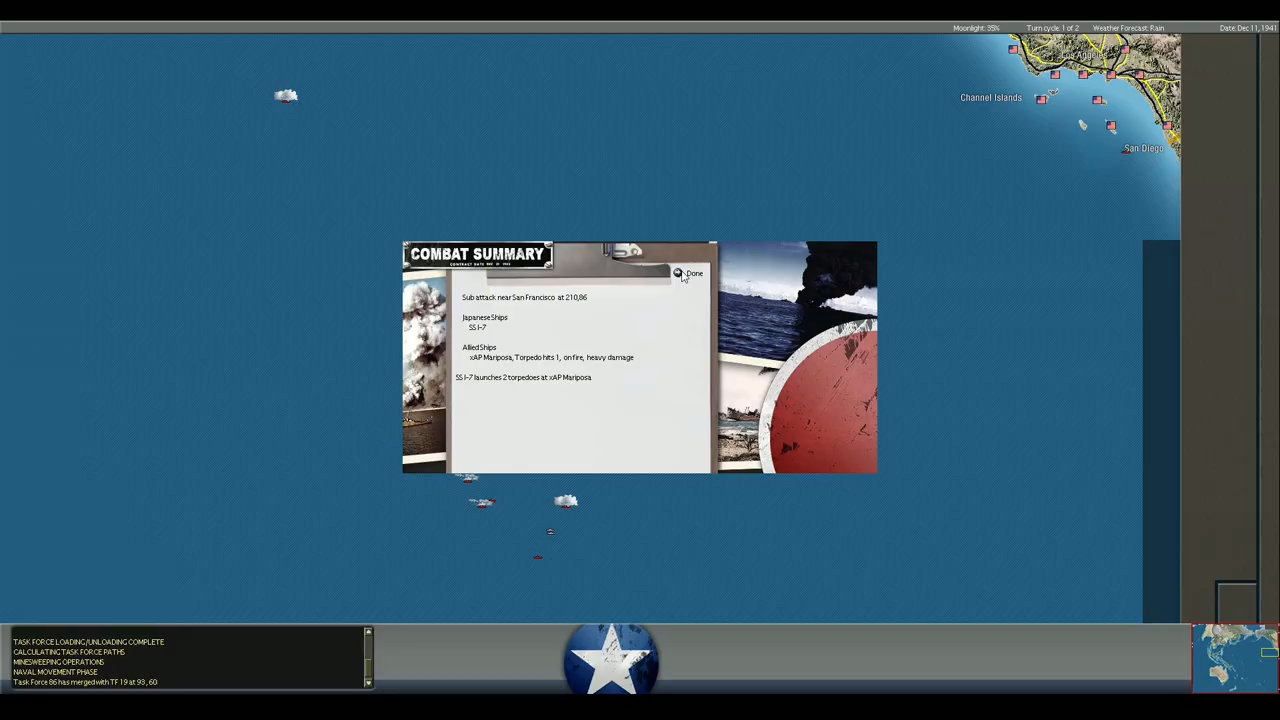 Moonlight: 35% Turn cycle: 1 of 2 Weather Forecast: Rain Date: Dec 11, 1941
Los Angeles
Channel Islands
San Diego
COMBAT SUMMARY
Done
Sub attack near San Francisco at 210,86
Japanese Ships
SS I-7
Allied Ships
xAP Mariposa, Torpedo hits 1, on fire, heavy damage
SS I-7 launches 2 torpedoes at xAP Mariposa
TASK FORCE LOADING/UNLOADING COMPLETE
CALCULATING TASK FORCE PATHS
MINESWEEPING OPERATIONS
NAVAL MOVEMENT PHASE
Task Force 86 has merged with TF 19 at 93, 60